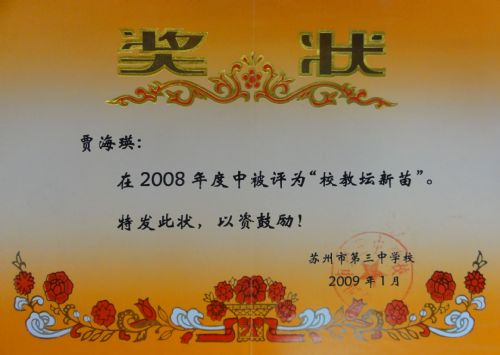 奖状
贾海瑛：
在2008年度中被评为“校教坛新苗”。
特发此状，以资鼓励！
苏州市第三中学校
2009年1月